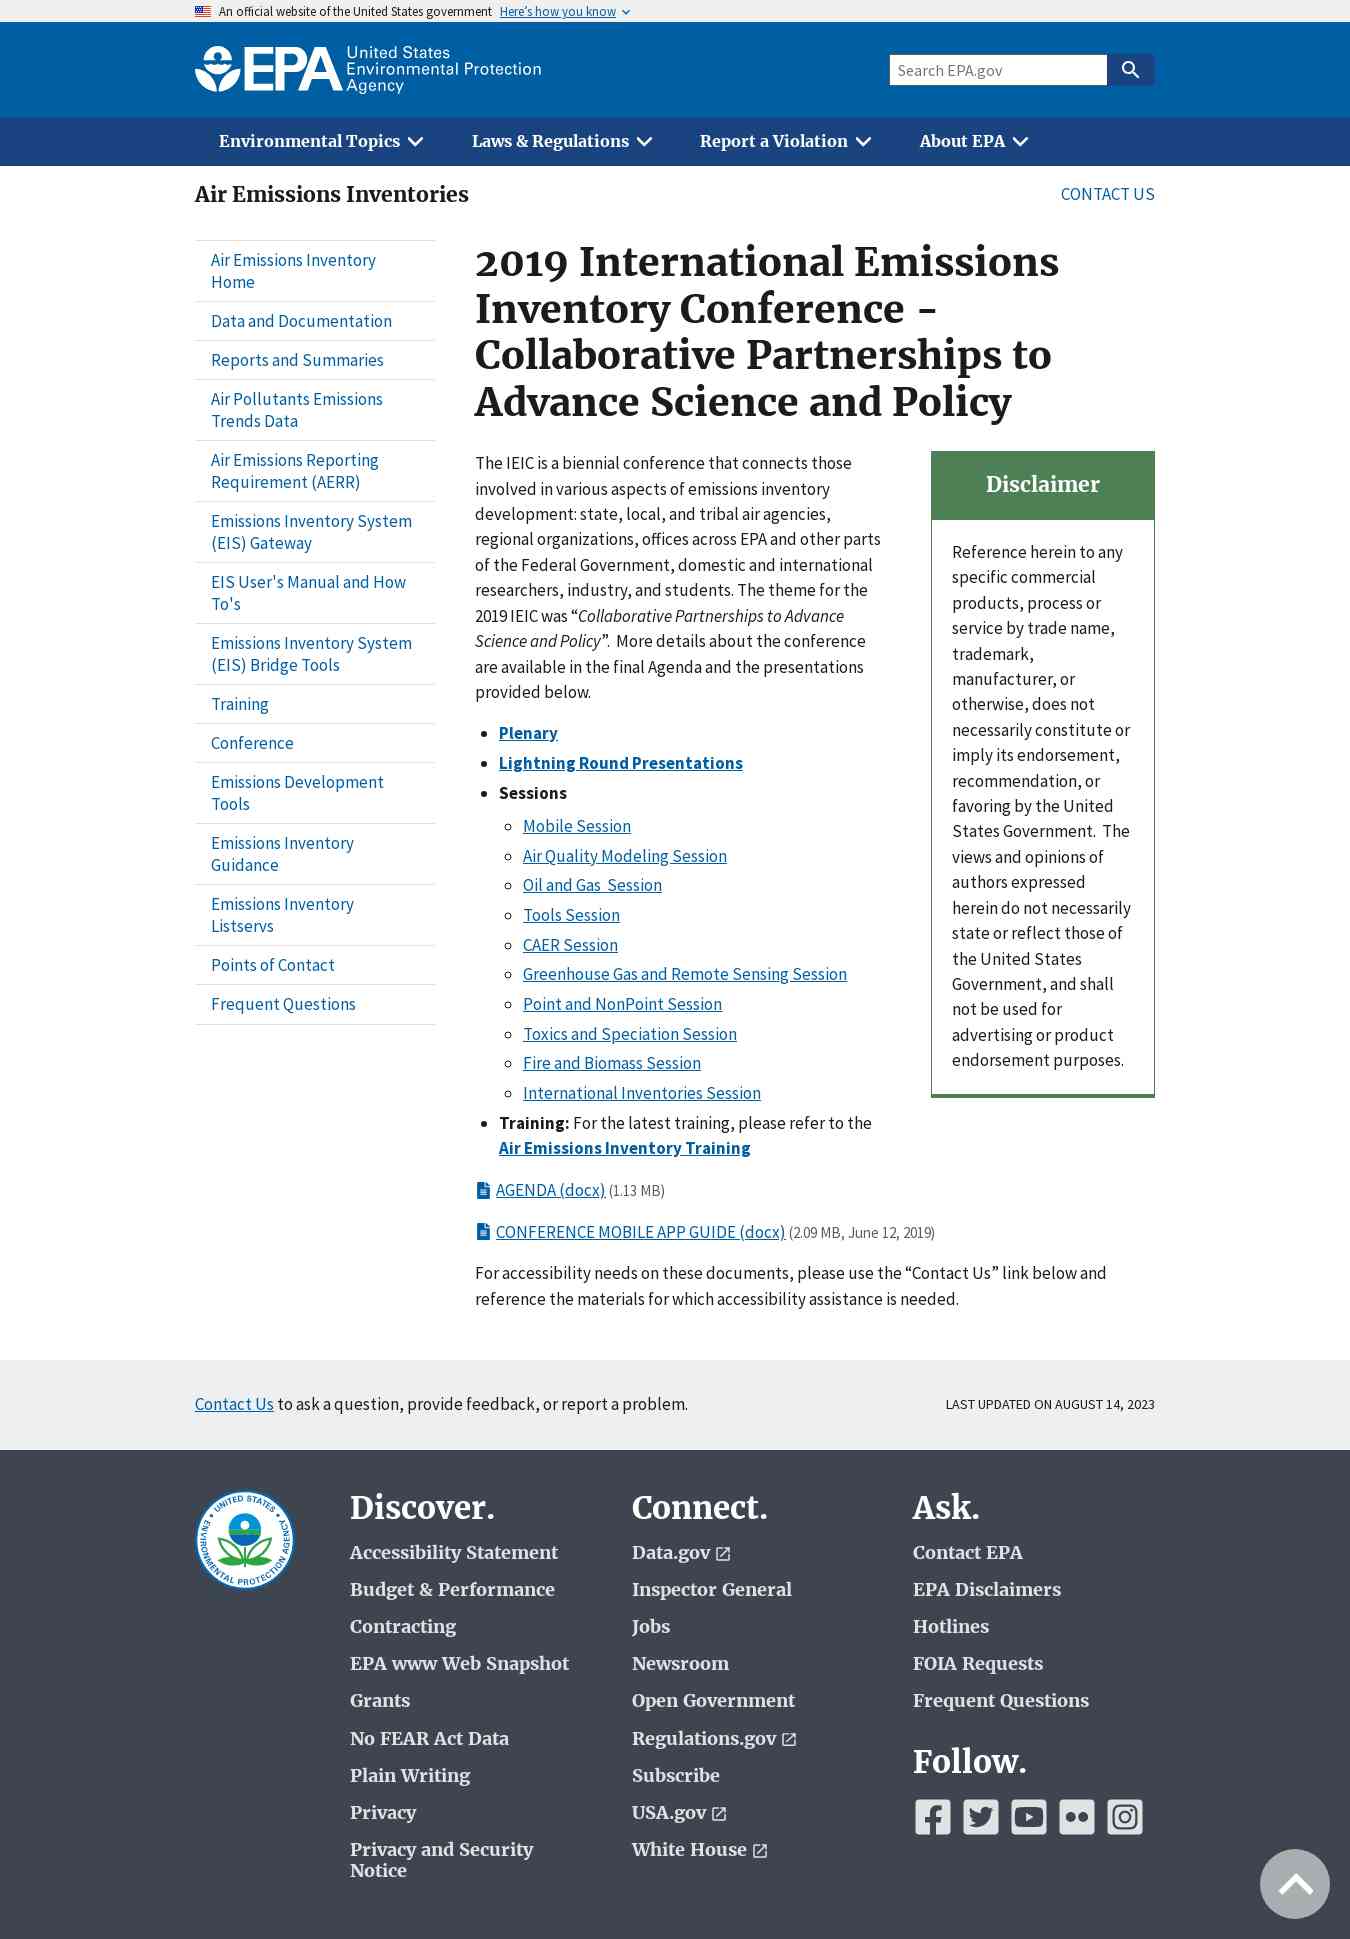 An official website of the United States government Here's how you know
EPA United States
Environmental Protection
Agency
Search EPA.gov
Environmental Topics Laws & Regulations Report a Violation About EPA
Air Emissions Inventories
CONTACT US
Air Emissions Inventory
Home
Data and Documentation
Reports and Summaries
Air Pollutants Emissions
Trends Data
Air Emissions Reporting
Requirement (AERR)
Emissions Inventory System
(EIS) Gateway
EIS User's Manual and How
To's
Emissions Inventory System
(EIS) Bridge Tools
Training
Conference
Emissions Development
Tools
Emissions Inventory
Guidance
Emissions Inventory
Listservs
Points of Contact
Frequent Questions
2019 International Emissions
Inventory Conference -
Collaborative Partnerships to
Advance Science and Policy
The IEIC is a biennial conference that connects those
involved in various aspects of emissions inventory
development: state, local, and tribal air agencies,
regional organizations, offices across EPA and other parts
of the Federal Government, domestic and international
researchers, industry, and students. The theme for the
2019 IEIC was “Collaborative Partnerships to Advance
Science and Policy”.  More details about the conference
are available in the final Agenda and the presentations
provided below.
Plenary
Lightning Round Presentations
Sessions
Mobile Session
Air Quality Modeling Session
Oil and Gas  Session
Tools Session
CAER Session
Greenhouse Gas and Remote Sensing Session
Point and NonPoint Session
Toxics and Speciation Session
Fire and Biomass Session
International Inventories Session
Training: For the latest training, please refer to the
Air Emissions Inventory Training
Disclaimer
Reference herein to any
specific commercial
products, process or
service by trade name,
trademark,
manufacturer, or
otherwise, does not
necessarily constitute or
imply its endorsement,
recommendation, or
favoring by the United
States Government.  The
views and opinions of
authors expressed
herein do not necessarily
state or reflect those of
the United States
Government, and shall
not be used for
advertising or product
endorsement purposes.
AGENDA (docx) (1.13 MB)
CONFERENCE MOBILE APP GUIDE (docx) (2.09 MB, June 12, 2019)
For accessibility needs on these documents, please use the “Contact Us” link below and
reference the materials for which accessibility assistance is needed.
Contact Us to ask a question, provide feedback, or report a problem.
LAST UPDATED ON AUGUST 14, 2023
UNITED STATES
ENVIRONMENTAL PROTECTION AGENCY
Discover.
Accessibility Statement
Budget & Performance
Contracting
EPA www Web Snapshot
Grants
No FEAR Act Data
Plain Writing
Privacy
Privacy and Security
Notice
Connect.
Data.gov
Inspector General
Jobs
Newsroom
Open Government
Regulations.gov
Subscribe
USA.gov
White House
Ask.
Contact EPA
EPA Disclaimers
Hotlines
FOIA Requests
Frequent Questions
Follow.